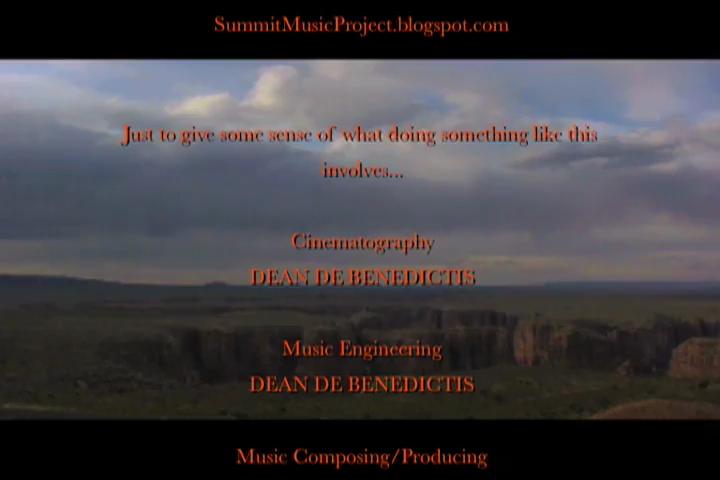 SummitMusicProject.blogspot.com
Just to give some sense of what doing something like this
involves...
Cinematography
DEAN DE BENEDICTIS
Music Engineering
DEAN DE BENEDICTIS
Music Composing/Producing